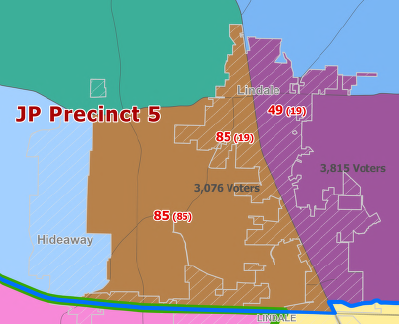 Lindale
JP Precinct 5
49 (19)
85 (19)
3,815 Voters
3,076 Voters
85 (85)
Hideaway
LINDALE